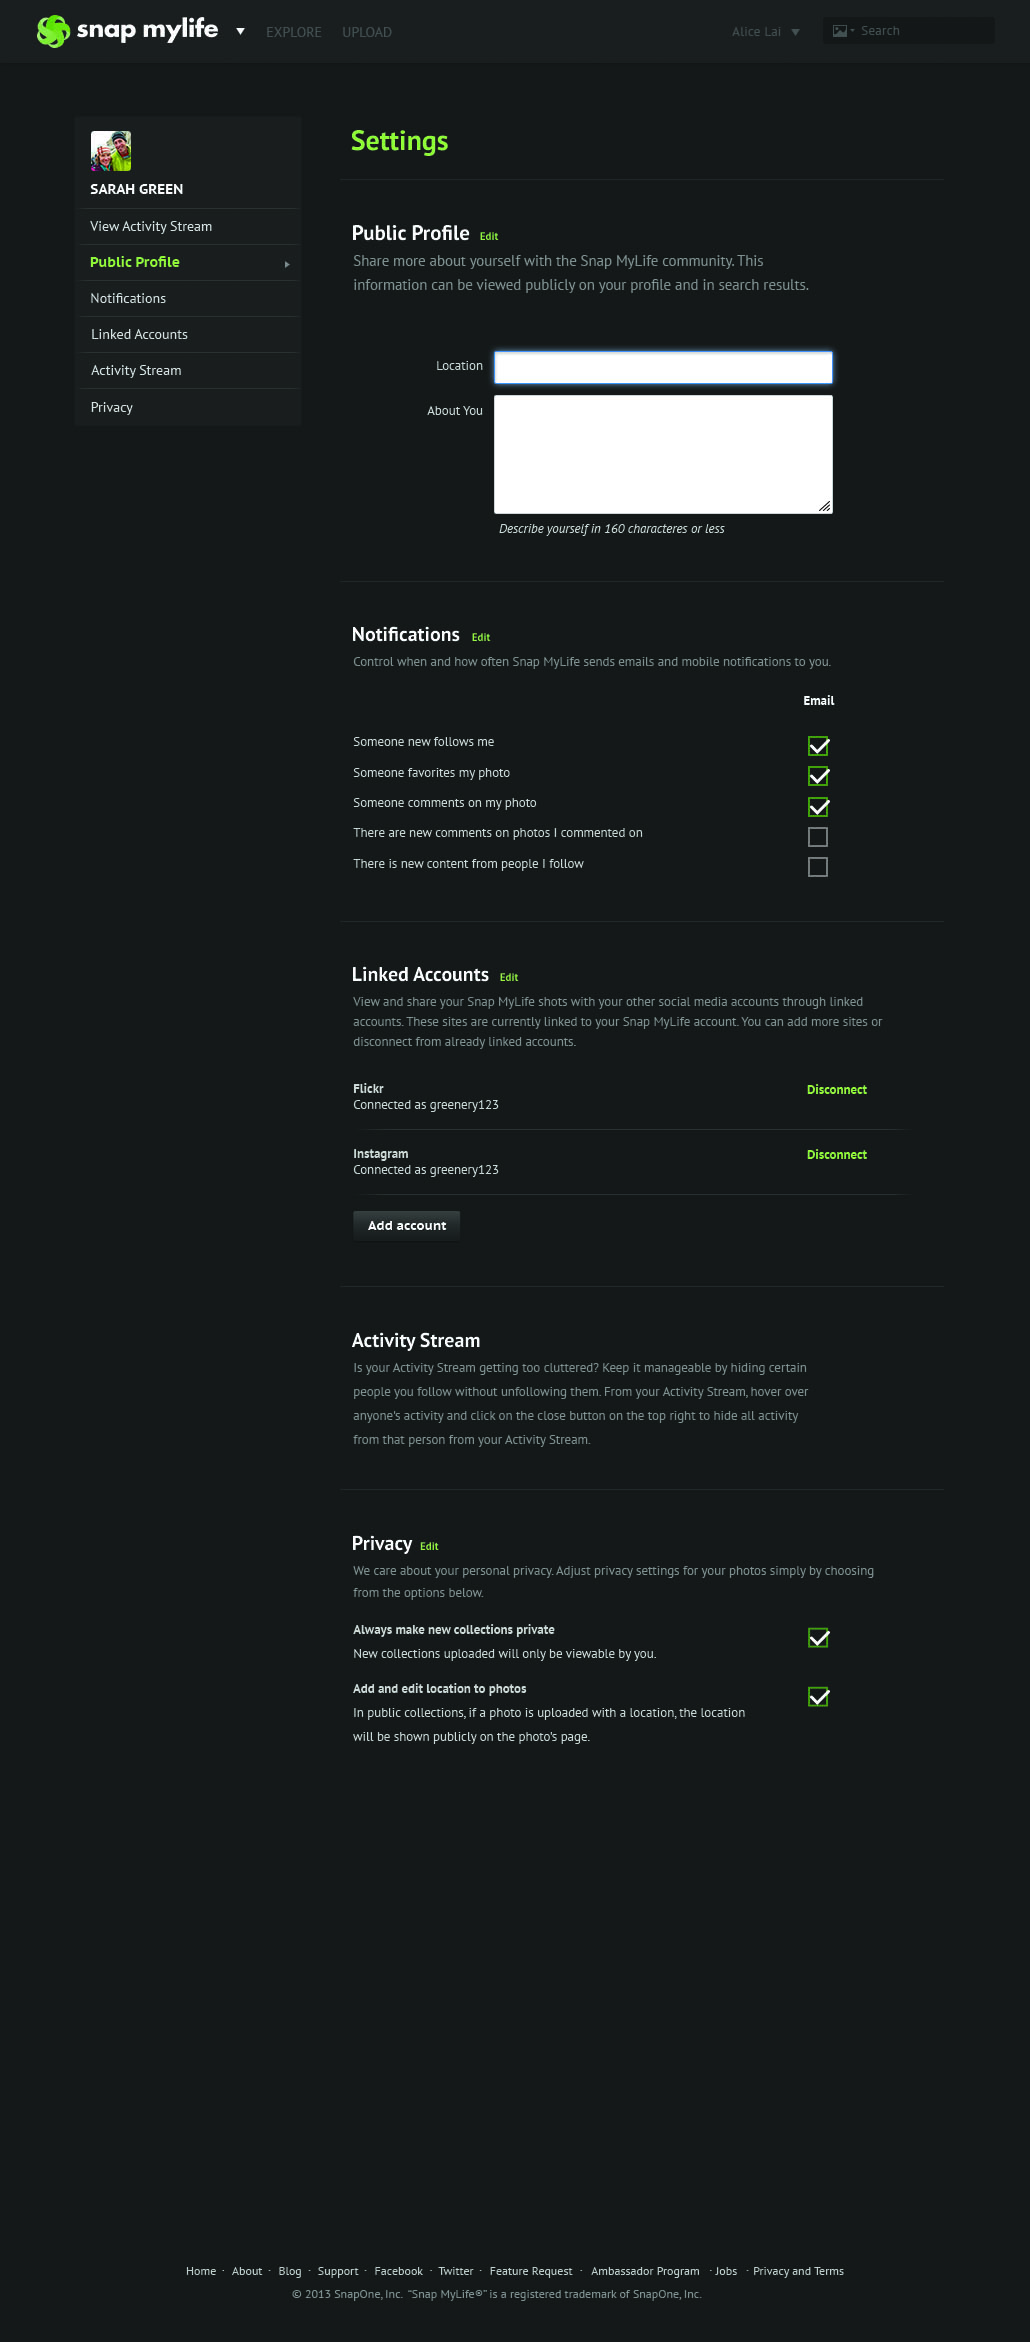 snap mylife
EXPLORE
UPLOAD
Alice Lai
Search
SARAH GREEN
View Activity Stream
Public Profile
Notifications
Linked Accounts
Activity Stream
Privacy
Settings
Public Profile Edit
Share more about yourself with the Snap MyLife community. This
information can be viewed publicly on your profile and in search results.
Location
About You
Describe yourself in 160 characteres or less
Notifications Edit
Control when and how often Snap MyLife sends emails and mobile notifications to you.
Email
Someone new follows me
Someone favorites my photo
Someone comments on my photo
There are new comments on photos I commented on
There is new content from people I follow
Linked Accounts Edit
View and share your Snap MyLife shots with your other social media accounts through linked
accounts. These sites are currently linked to your Snap MyLife account. You can add more sites or
disconnect from already linked accounts.
Flickr
Disconnect
Connected as greenery123
Instagram
Disconnect
Connected as greenery123
Add account
Activity Stream
Is your Activity Stream getting too cluttered? Keep it manageable by hiding certain
people you follow without unfollowing them. From your Activity Stream, hover over
anyone's activity and click on the close button on the top right to hide all activity
from that person from your Activity Stream.
Privacy Edit
We care about your personal privacy. Adjust privacy settings for your photos simply by choosing
from the options below.
Always make new collections private
New collections uploaded will only be viewable by you.
Add and edit location to photos
In public collections, if a photo is uploaded with a location, the location
will be shown publicly on the photo's page.
Home · About · Blog · Support · Facebook · Twitter · Feature Request · Ambassador Program · Jobs · Privacy and Terms
© 2013 SnapOne, Inc. "Snap MyLife®" is a registered trademark of SnapOne, Inc.